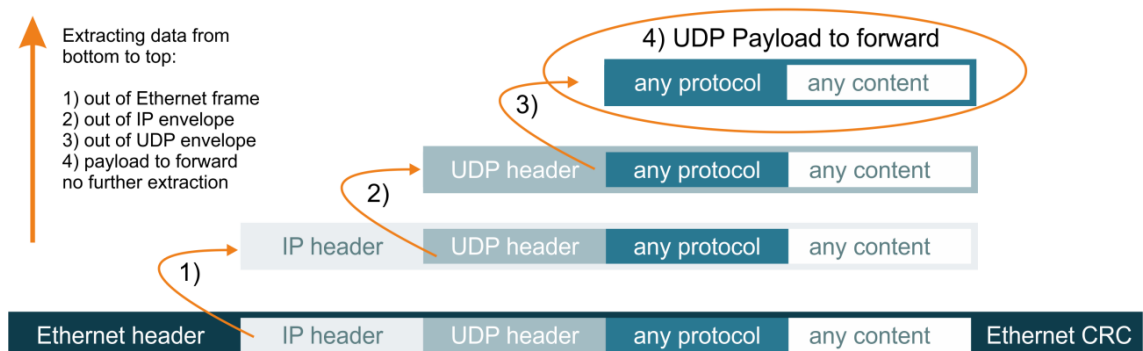 Extracting data from
bottom to top:
1) out of Ethernet frame
2) out of IP envelope
3) out of UDP envelope
4) payload to forward
no further extraction
4) UDP Payload to forward
any protocol any content
3)
UDP header any protocol any content
2)
IP header UDP header any protocol any content
1)
Ethernet header IP header UDP header any protocol any content Ethernet CRC